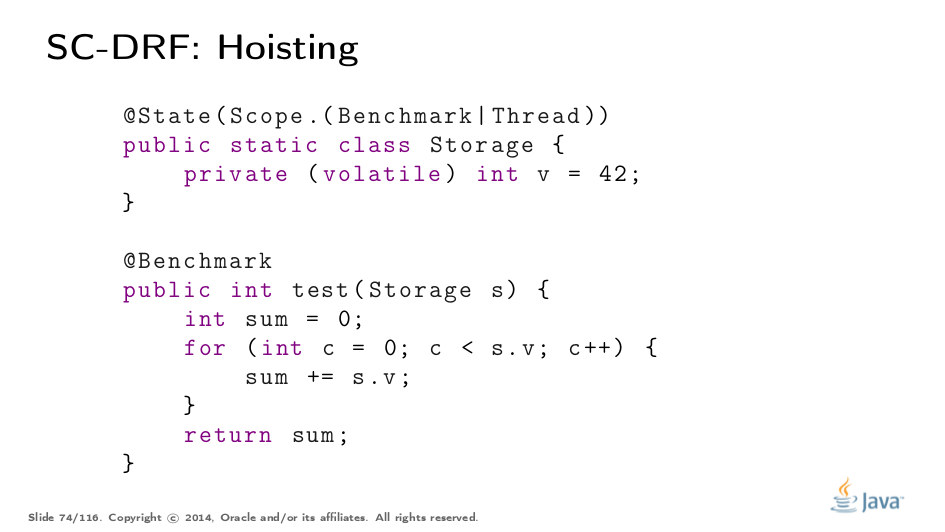 SC-DRF: Hoisting
@State(Scope.(Benchmark|Thread))
public static class Storage {
    private (volatile) int v = 42;
}
@Benchmark
public int test(Storage s) {
    int sum = 0;
    for (int c = 0; c < s.v; c++) {
        sum += s.v;
    }
    return sum;
}
Slide 74/116. Copyright © 2014, Oracle and/or its affiliates. All rights reserved.
Java™